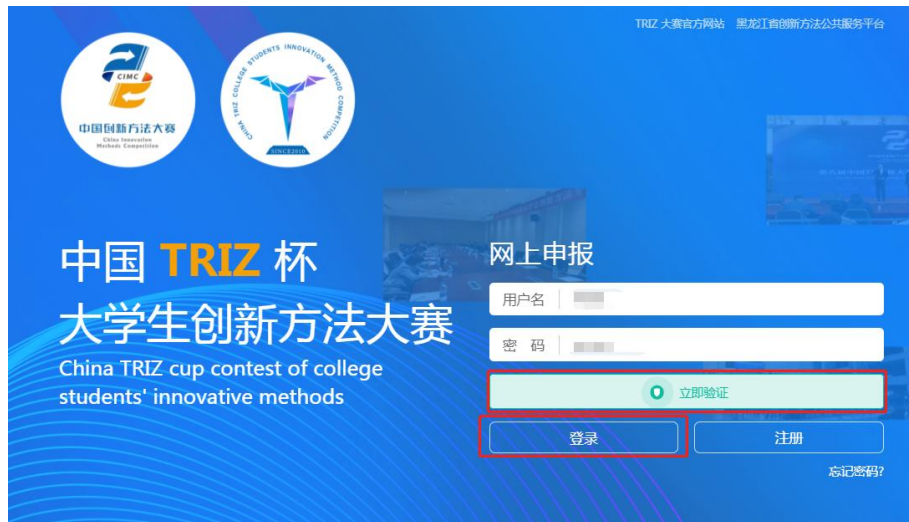 TRIZ 大赛官方网站 黑龙江省创新方法公共服务平台
CIMC
中国创新方法大赛
China Innovation
Methods Competition
CHINA TRIZ COLLEGE STUDENTS INNOVATION METHOD COMPETITION
SINCE2010
中国 TRIZ 杯
大学生创新方法大赛
China TRIZ cup contest of college
students' innovative methods
网上申报
用户名
密 码
立即验证
登录 注册
忘记密码?